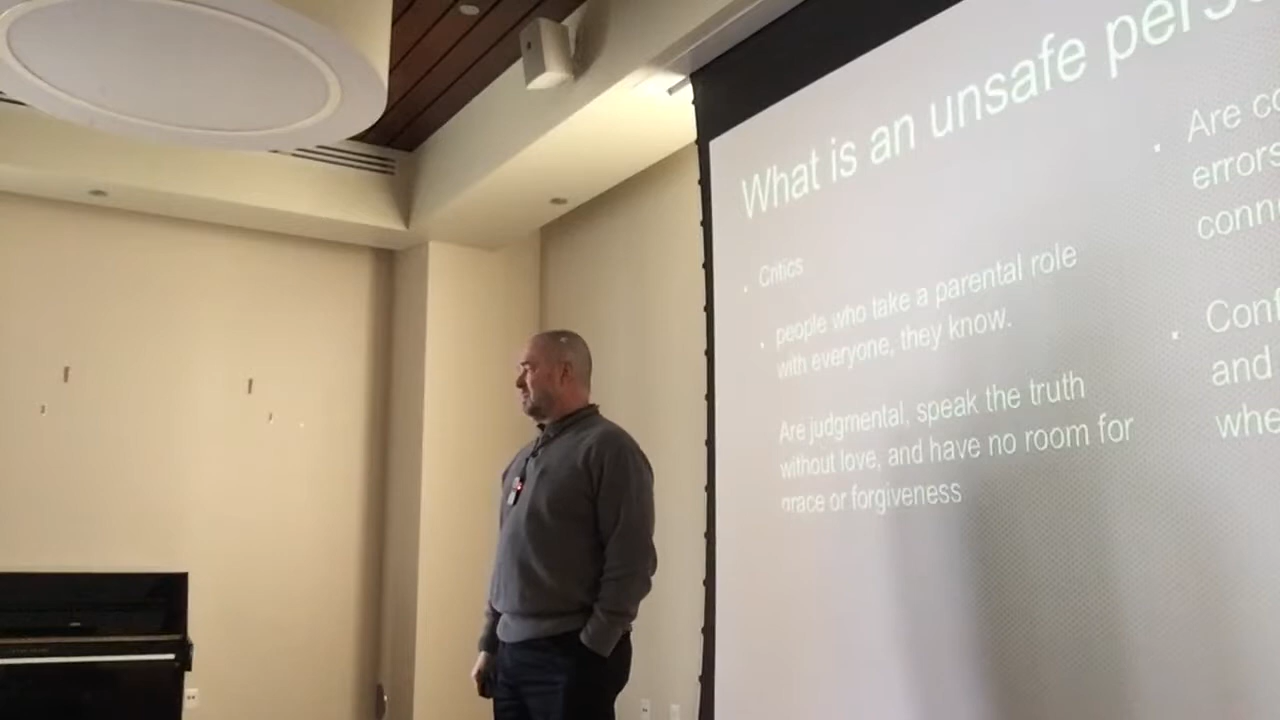 What is an unsafe perso
Critics
people who take a parental role
with everyone, they know.
Are judgmental, speak the truth
without love, and have no room for
grace or forgiveness
Are co
errors
conn
Conf
and
whe